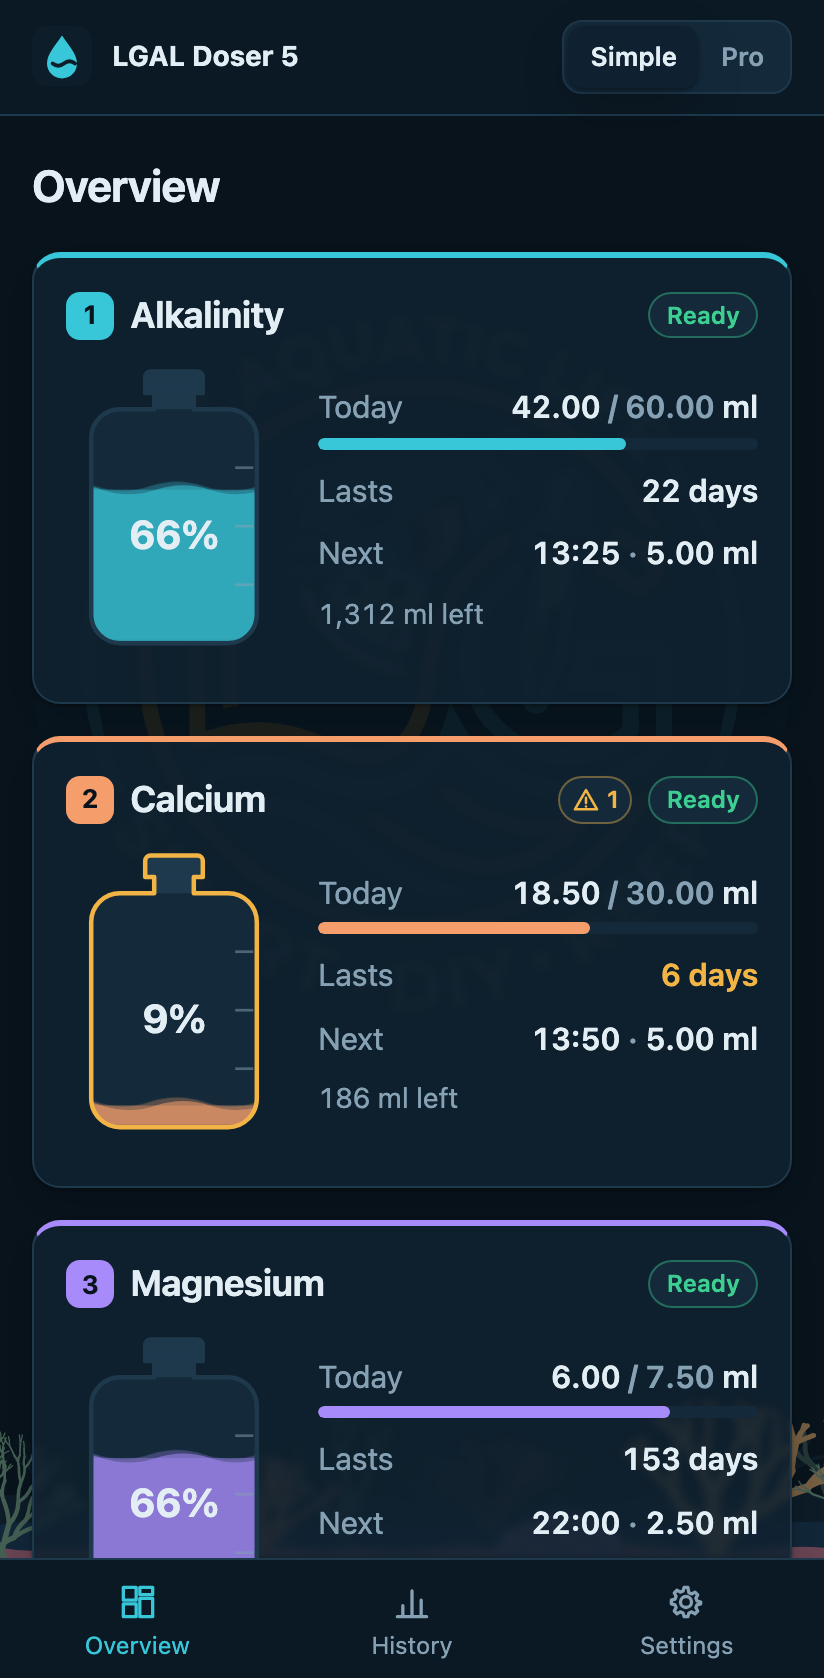 LGAL Doser 5
Simple Pro
Overview
1 Alkalinity Ready
Today 42.00 / 60.00 ml
66%
Lasts 22 days
Next 13:25 · 5.00 ml
1,312 ml left
2 Calcium 1 Ready
Today 18.50 / 30.00 ml
Lasts 6 days
9%
Next 13:50 · 5.00 ml
186 ml left
DIY
3 Magnesium Ready
Today 6.00 / 7.50 ml
Lasts 153 days
66%
Next 22:00 · 2.50 ml
Overview History Settings